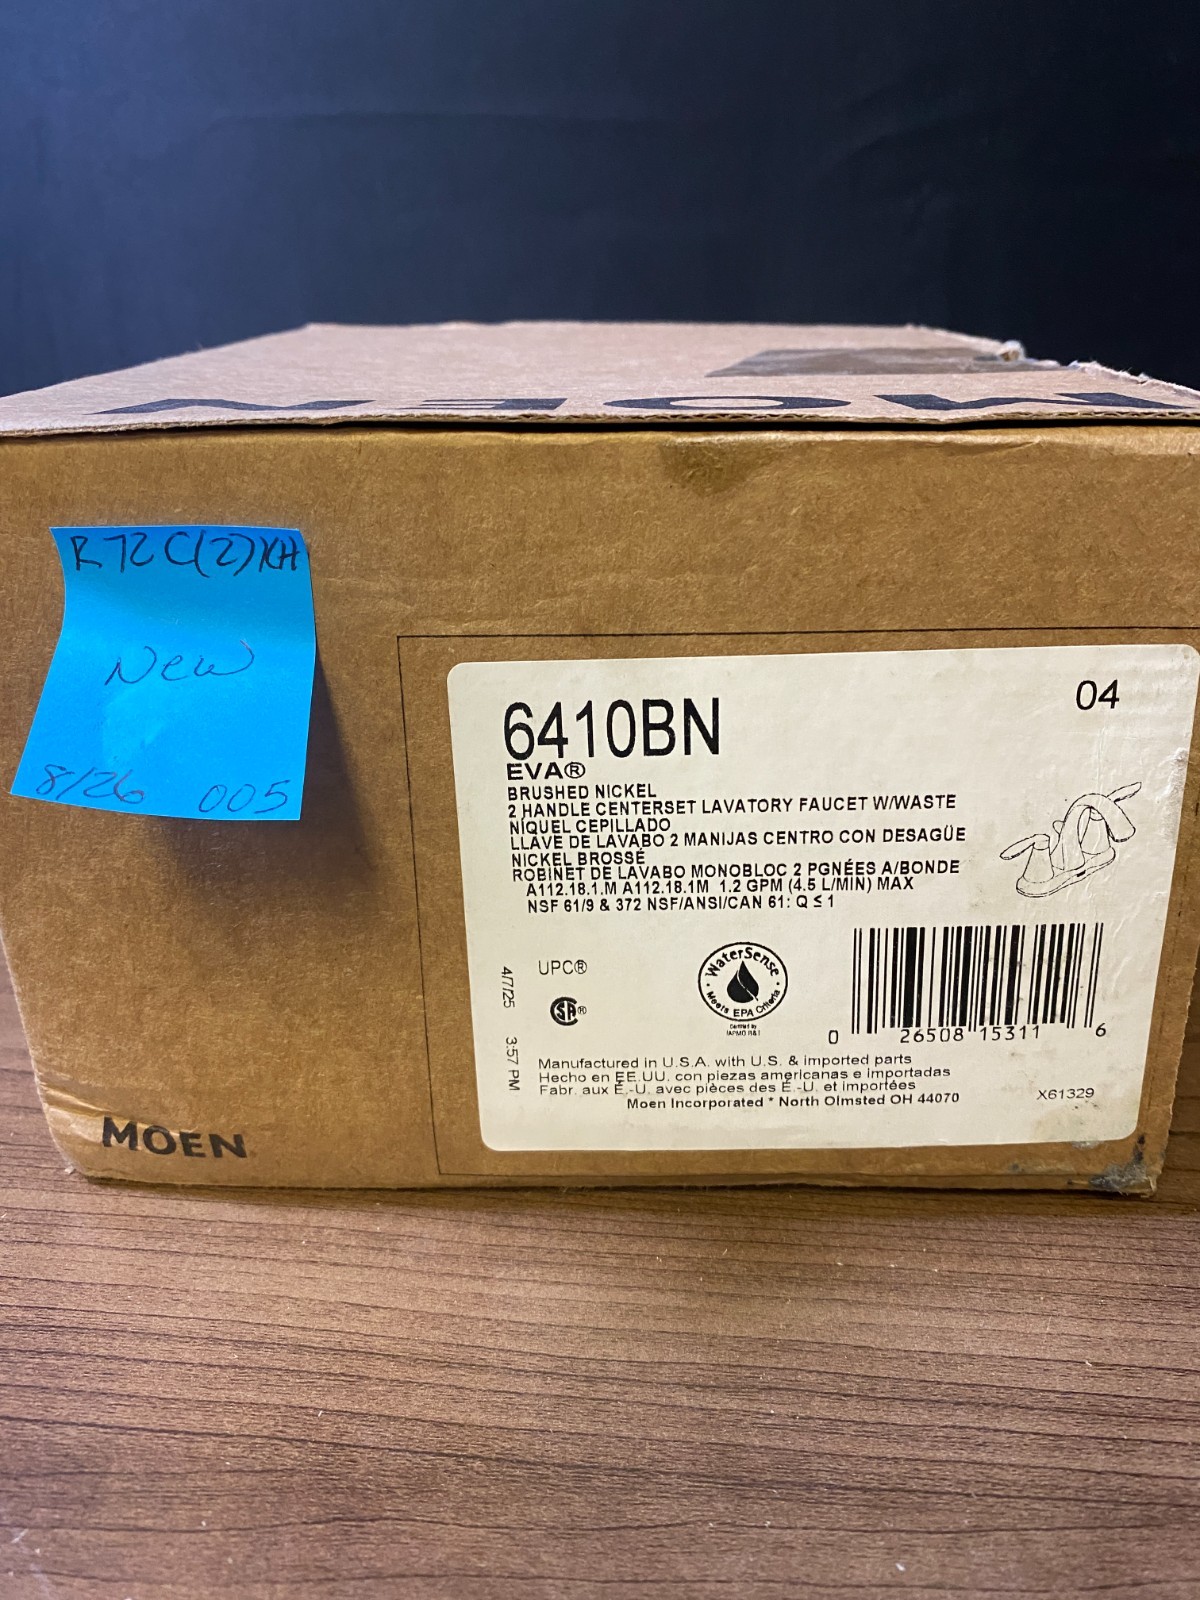 MOEN
R72C(2)KH
New
8/26 005
6410BN
04
EVA®
BRUSHED NICKEL
2 HANDLE CENTERSET LAVATORY FAUCET W/WASTE
NÍQUEL CEPILLADO
LLAVE DE LAVABO 2 MANIJAS CENTRO CON DESAGÜE
NICKEL BROSSÉ
ROBINET DE LAVABO MONOBLOC 2 PGNÉES A/BONDE
A112.18.1.M A112.18.1M 1.2 GPM (4.5 L/MIN) MAX
NSF 61/9 & 372 NSF/ANSI/CAN 61: Q ≤ 1
4/7/25 3:57 PM
UPC®
SA®
WaterSense
Meets EPA Criteria
Certified by
IAPMO R&T
0 26508 15311 6
Manufactured in U.S.A. with U.S. & imported parts
Hecho en EE.UU. con piezas americanas e importadas
Fabr. aux É.-U. avec pièces des É.-U. et importées
Moen Incorporated * North Olmsted OH 44070
X61329
MOEN